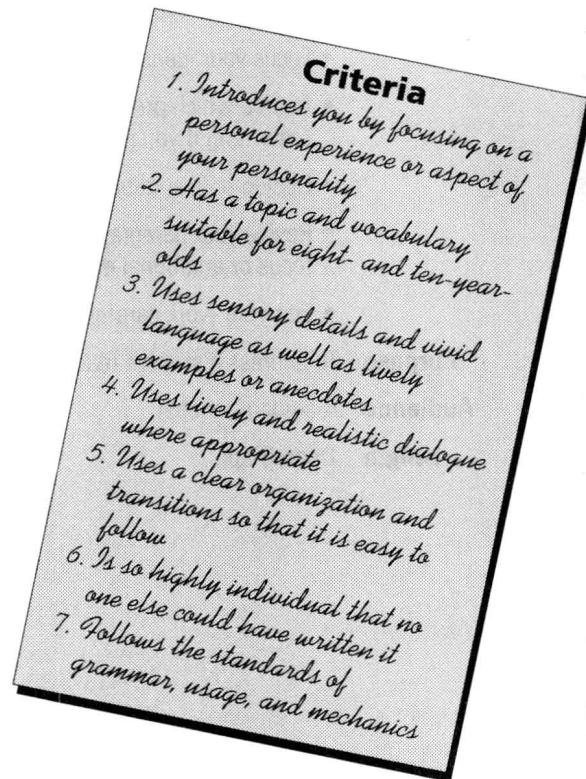 Criteria
1. Introduces you by focusing on a
personal experience or aspect of
your personality
2. Has a topic and vocabulary
suitable for eight- and ten-year-
olds
3. Uses sensory details and vivid
language as well as lively
examples or anecdotes
4. Uses lively and realistic dialogue
where appropriate
5. Uses a clear organization and
transitions so that it is easy to
follow
6. Is so highly individual that no
one else could have written it
7. Follows the standards of
grammar, usage, and mechanics